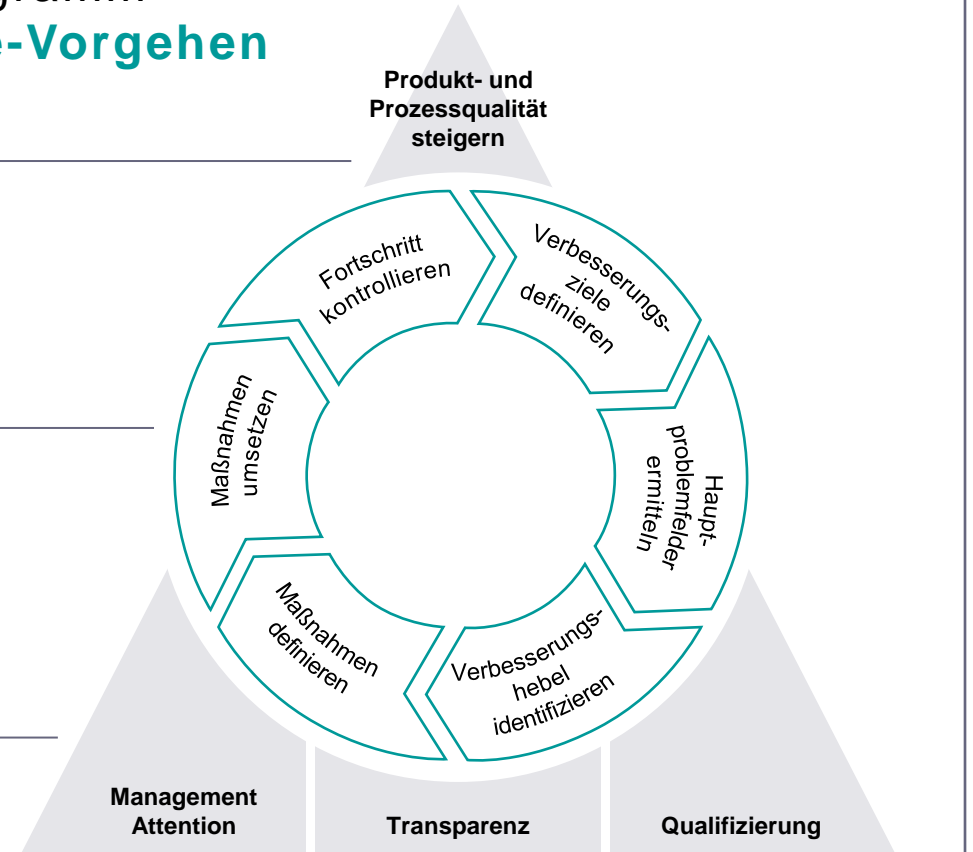 gramm
-Vorgehen
Produkt- und
Prozessqualität
steigern
Verbesserungs-
ziele
definieren
Haupt-
problemfelder
ermitteln
Verbesserungs-
hebel
identifizieren
Maßnahmen
definieren
Maßnahmen
umsetzen
Fortschritt
kontrollieren
Management
Attention
Transparenz
Qualifizierung